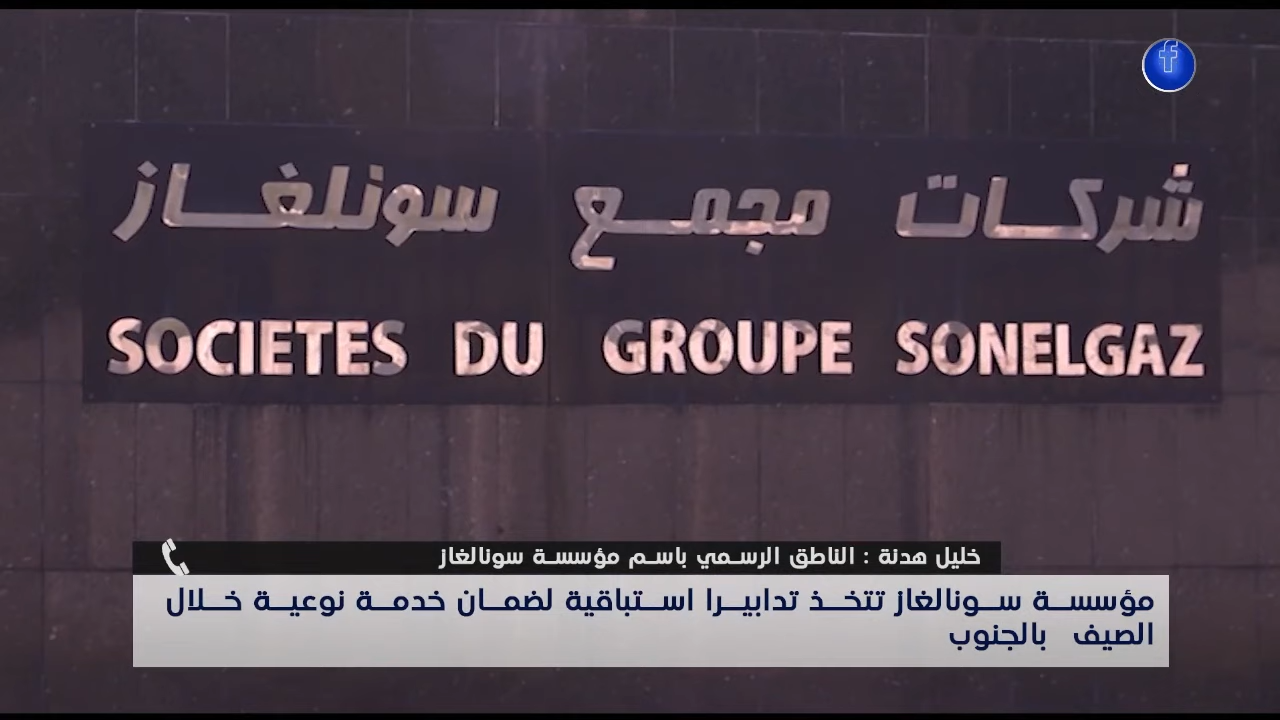 شركات مجمع سونلغاز
SOCIETES DU GROUPE SONELGAZ
خليل هدنة : الناطق الرسمي باسم مؤسسة سونالغاز
مؤسسة سونالغاز تتخذ تدابيرا استباقية لضمان خدمة نوعية خلال
الصيف بالجنوب